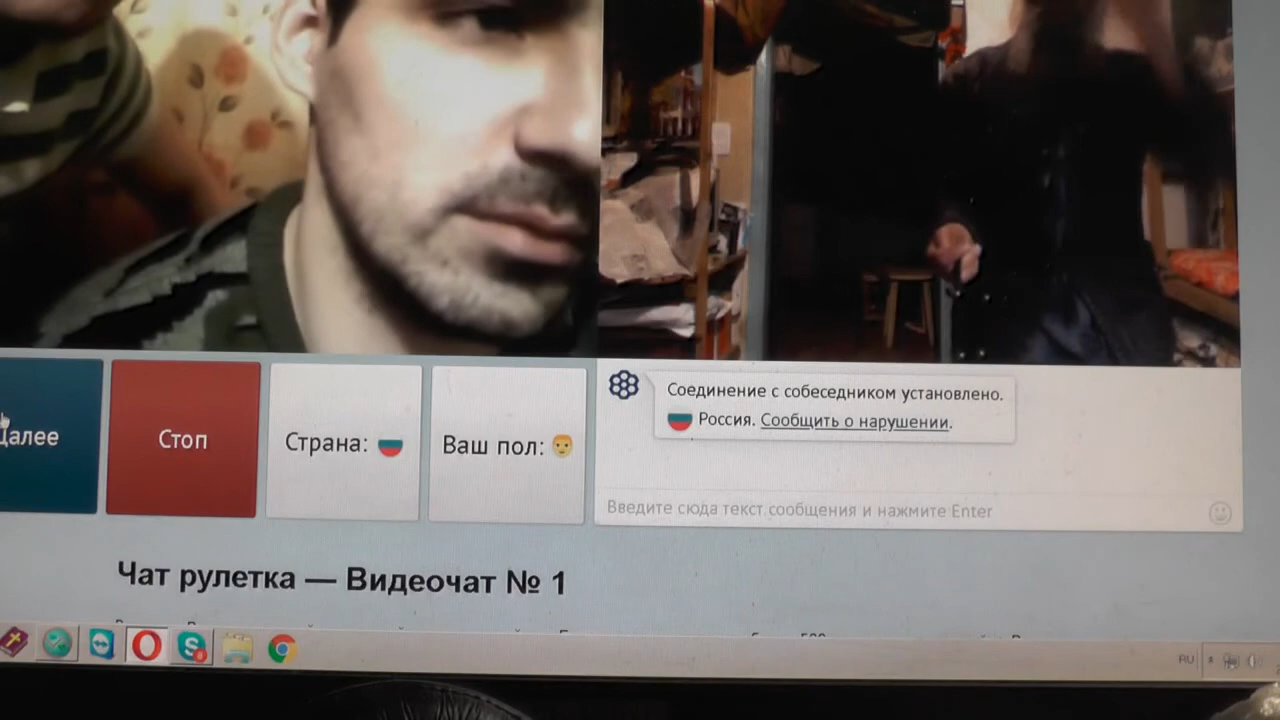 Соединение с собеседником установлено.
Россия. Сообщить о нарушении.
Далее
Стоп
Страна:
Ваш пол:
Введите сюда текст сообщения и нажмите Enter
Чат рулетка — Видеочат № 1
RU